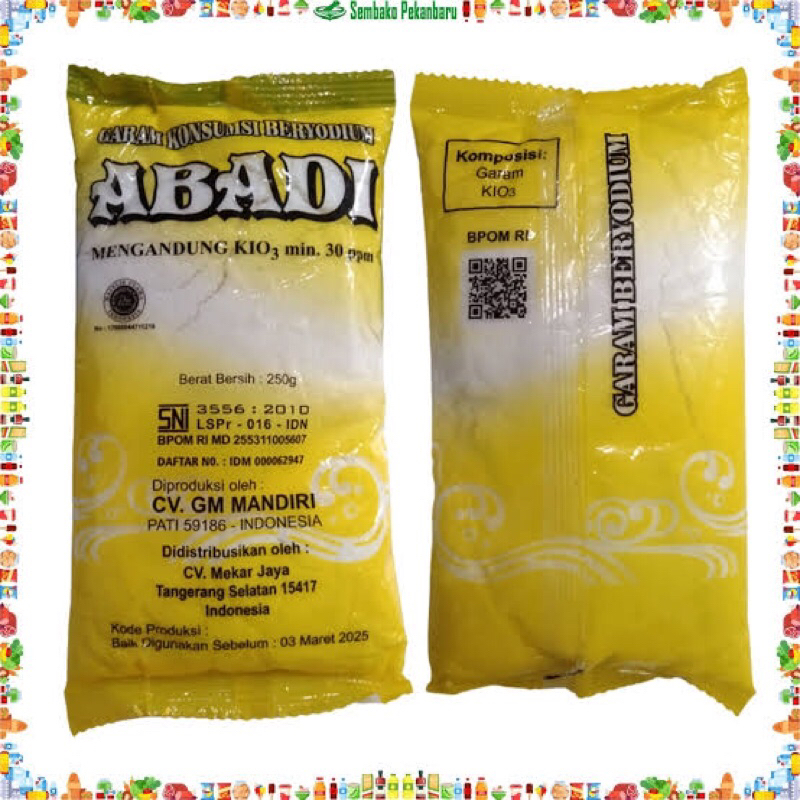 Sembako Pekanbaru
GARAM KONSUMSI BERYODIUM
ABADI
MENGANDUNG KIO3 min. 30 ppm
Berat Bersih : 250g
SNI 3556 : 2010
LSPr - 016 - IDN
BPOM RI MD 255311005607
DAFTAR NO. : IDM 000062947
Diproduksi oleh :
CV. GM MANDIRI
PATI 59186 - INDONESIA
Didistribusikan oleh :
CV. Mekar Jaya
Tangerang Selatan 15417
Indonesia
Kode Produksi :
Baik Digunakan Sebelum : 03 Maret 2025
Komposisi:
Garam
KIO3
BPOM RI
GARAM BERYODIUM